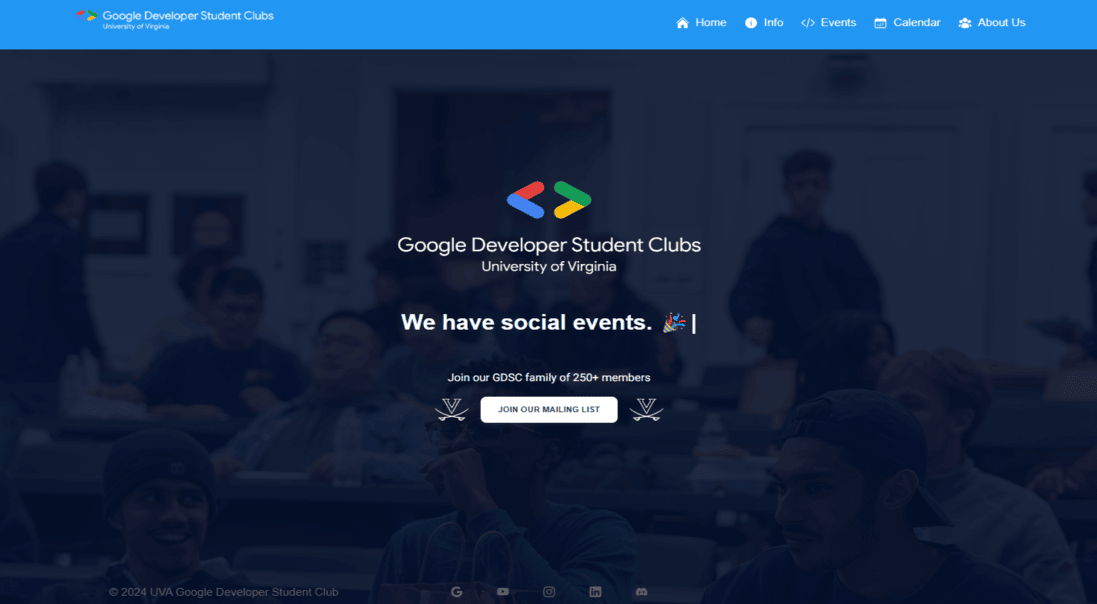 Google Developer Student Clubs
University of Virginia
Home Info Events Calendar About Us
Google Developer Student Clubs
University of Virginia
We have social events. 🎉|
Join our GDSC family of 250+ members
JOIN OUR MAILING LIST
© 2024 UVA Google Developer Student Club